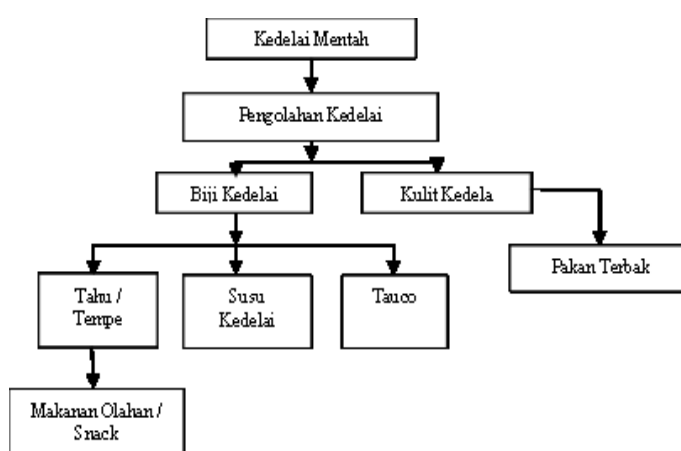 Kedelai Mentah
Pengolahan Kedelai
Biji Kedelai
Kulit Kedela
Pakan Terbak
Tahu /
Tempe
Susu
Kedelai
Tauco
Makanan Olahan /
Snack